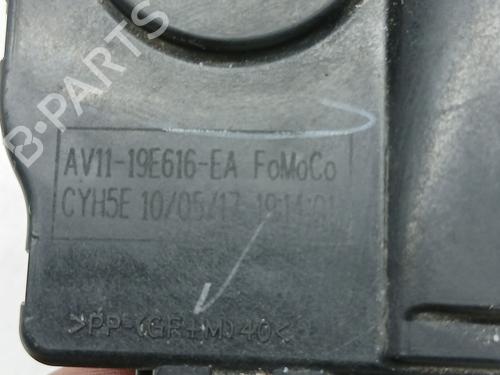 B-PARTS
AV11-19E616-EA FoMoCo
CYH5E 10/05/17 19:14:01
>PP-(GF+M)40<